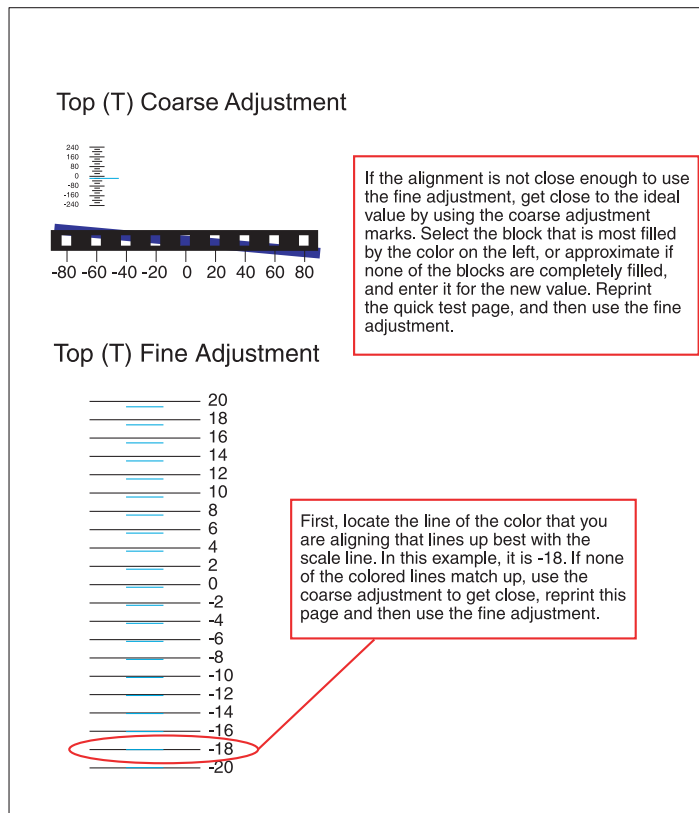 Top (T) Coarse Adjustment
240
160
80
0
-80
-160
-240
-80 -60 -40 -20 0 20 40 60 80
If the alignment is not close enough to use
the fine adjustment, get close to the ideal
value by using the coarse adjustment
marks. Select the block that is most filled
by the color on the left, or approximate if
none of the blocks are completely filled,
and enter it for the new value. Reprint
the quick test page, and then use the fine
adjustment.
Top (T) Fine Adjustment
20
18
16
14
12
10
8
6
4
2
0
-2
-4
-6
-8
-10
-12
-14
-16
-18
-20
First, locate the line of the color that you
are aligning that lines up best with the
scale line. In this example, it is -18. If none
of the colored lines match up, use the
coarse adjustment to get close, reprint this
page and then use the fine adjustment.